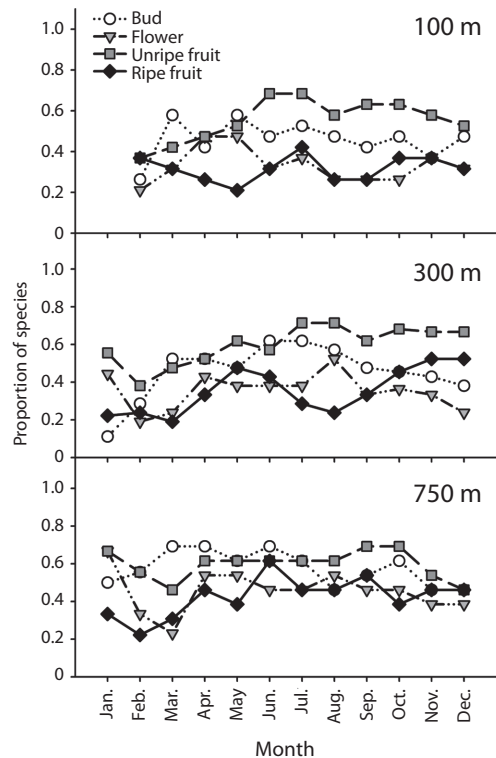 Bud
Flower
Unripe fruit
Ripe fruit
100 m
1.0
0.8
0.6
0.4
0.2
0
300 m
1.0
0.8
0.6
0.4
0.2
0
Proportion of species
750 m
1.0
0.8
0.6
0.4
0.2
0
Jan.
Feb.
Mar.
Apr.
May
Jun.
Jul.
Aug.
Sep.
Oct.
Nov.
Dec.
Month